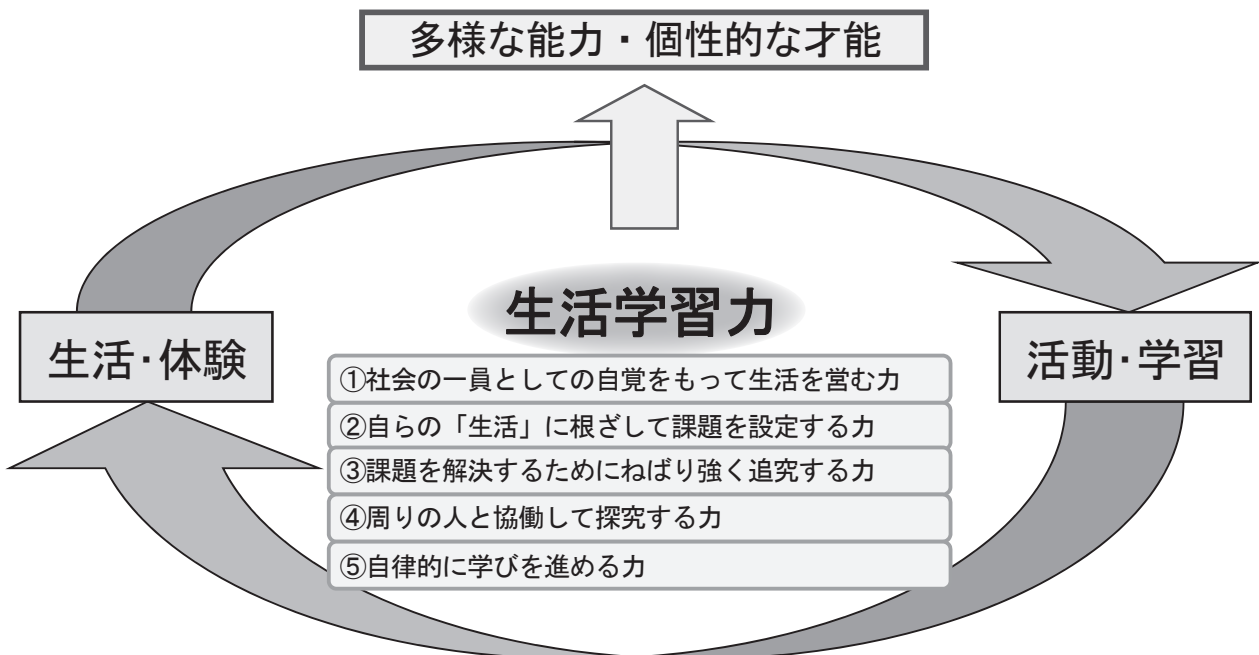 多様な能力・個性的な才能
生活学習力
生活・体験
活動・学習
①社会の一員としての自覚をもって生活を営む力
②自らの「生活」に根ざして課題を設定する力
③課題を解決するためにねばり強く追究する力
④周りの人と協働して探究する力
⑤自律的に学びを進める力